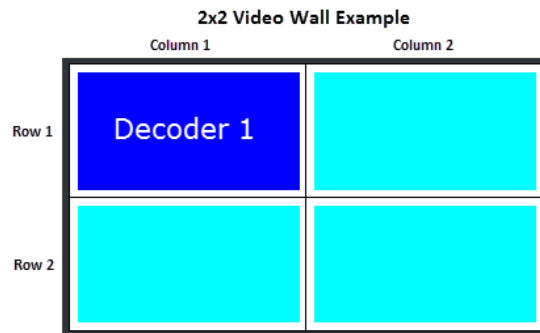 2x2 Video Wall Example
Column 1 Column 2
Row 1
Decoder 1
Row 2